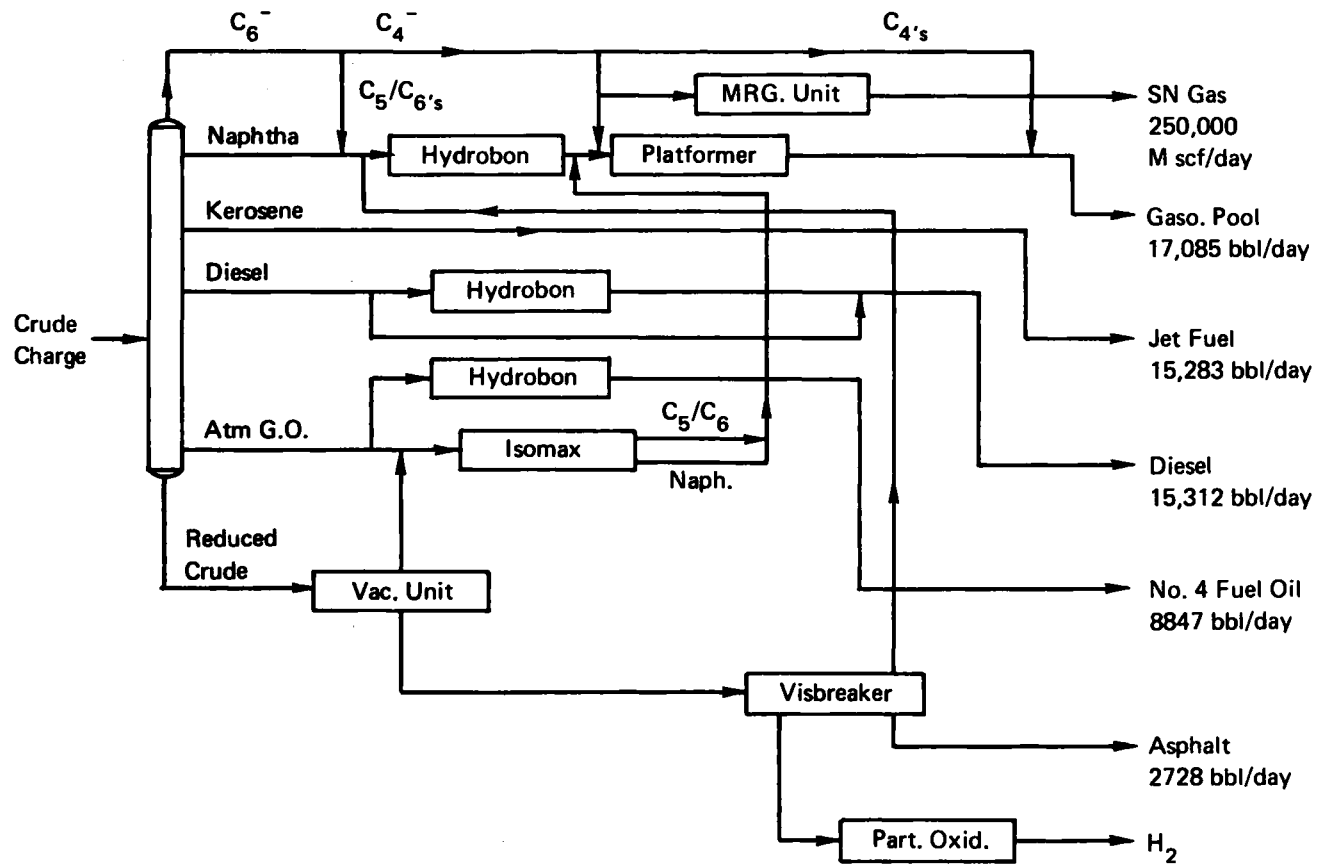 C₆⁻
C₄⁻
C₄'s
C₅/C₆'s
MRG. Unit
SN Gas
250,000
M scf/day
Naphtha
Hydrobon
Platformer
Kerosene
Gaso. Pool
17,085 bbl/day
Diesel
Hydrobon
Crude
Charge
Jet Fuel
15,283 bbl/day
Hydrobon
Atm G.O.
C₅/C₆
Isomax
Naph.
Diesel
15,312 bbl/day
Reduced
Crude
Vac. Unit
No. 4 Fuel Oil
8847 bbl/day
Visbreaker
Asphalt
2728 bbl/day
Part. Oxid.
H₂